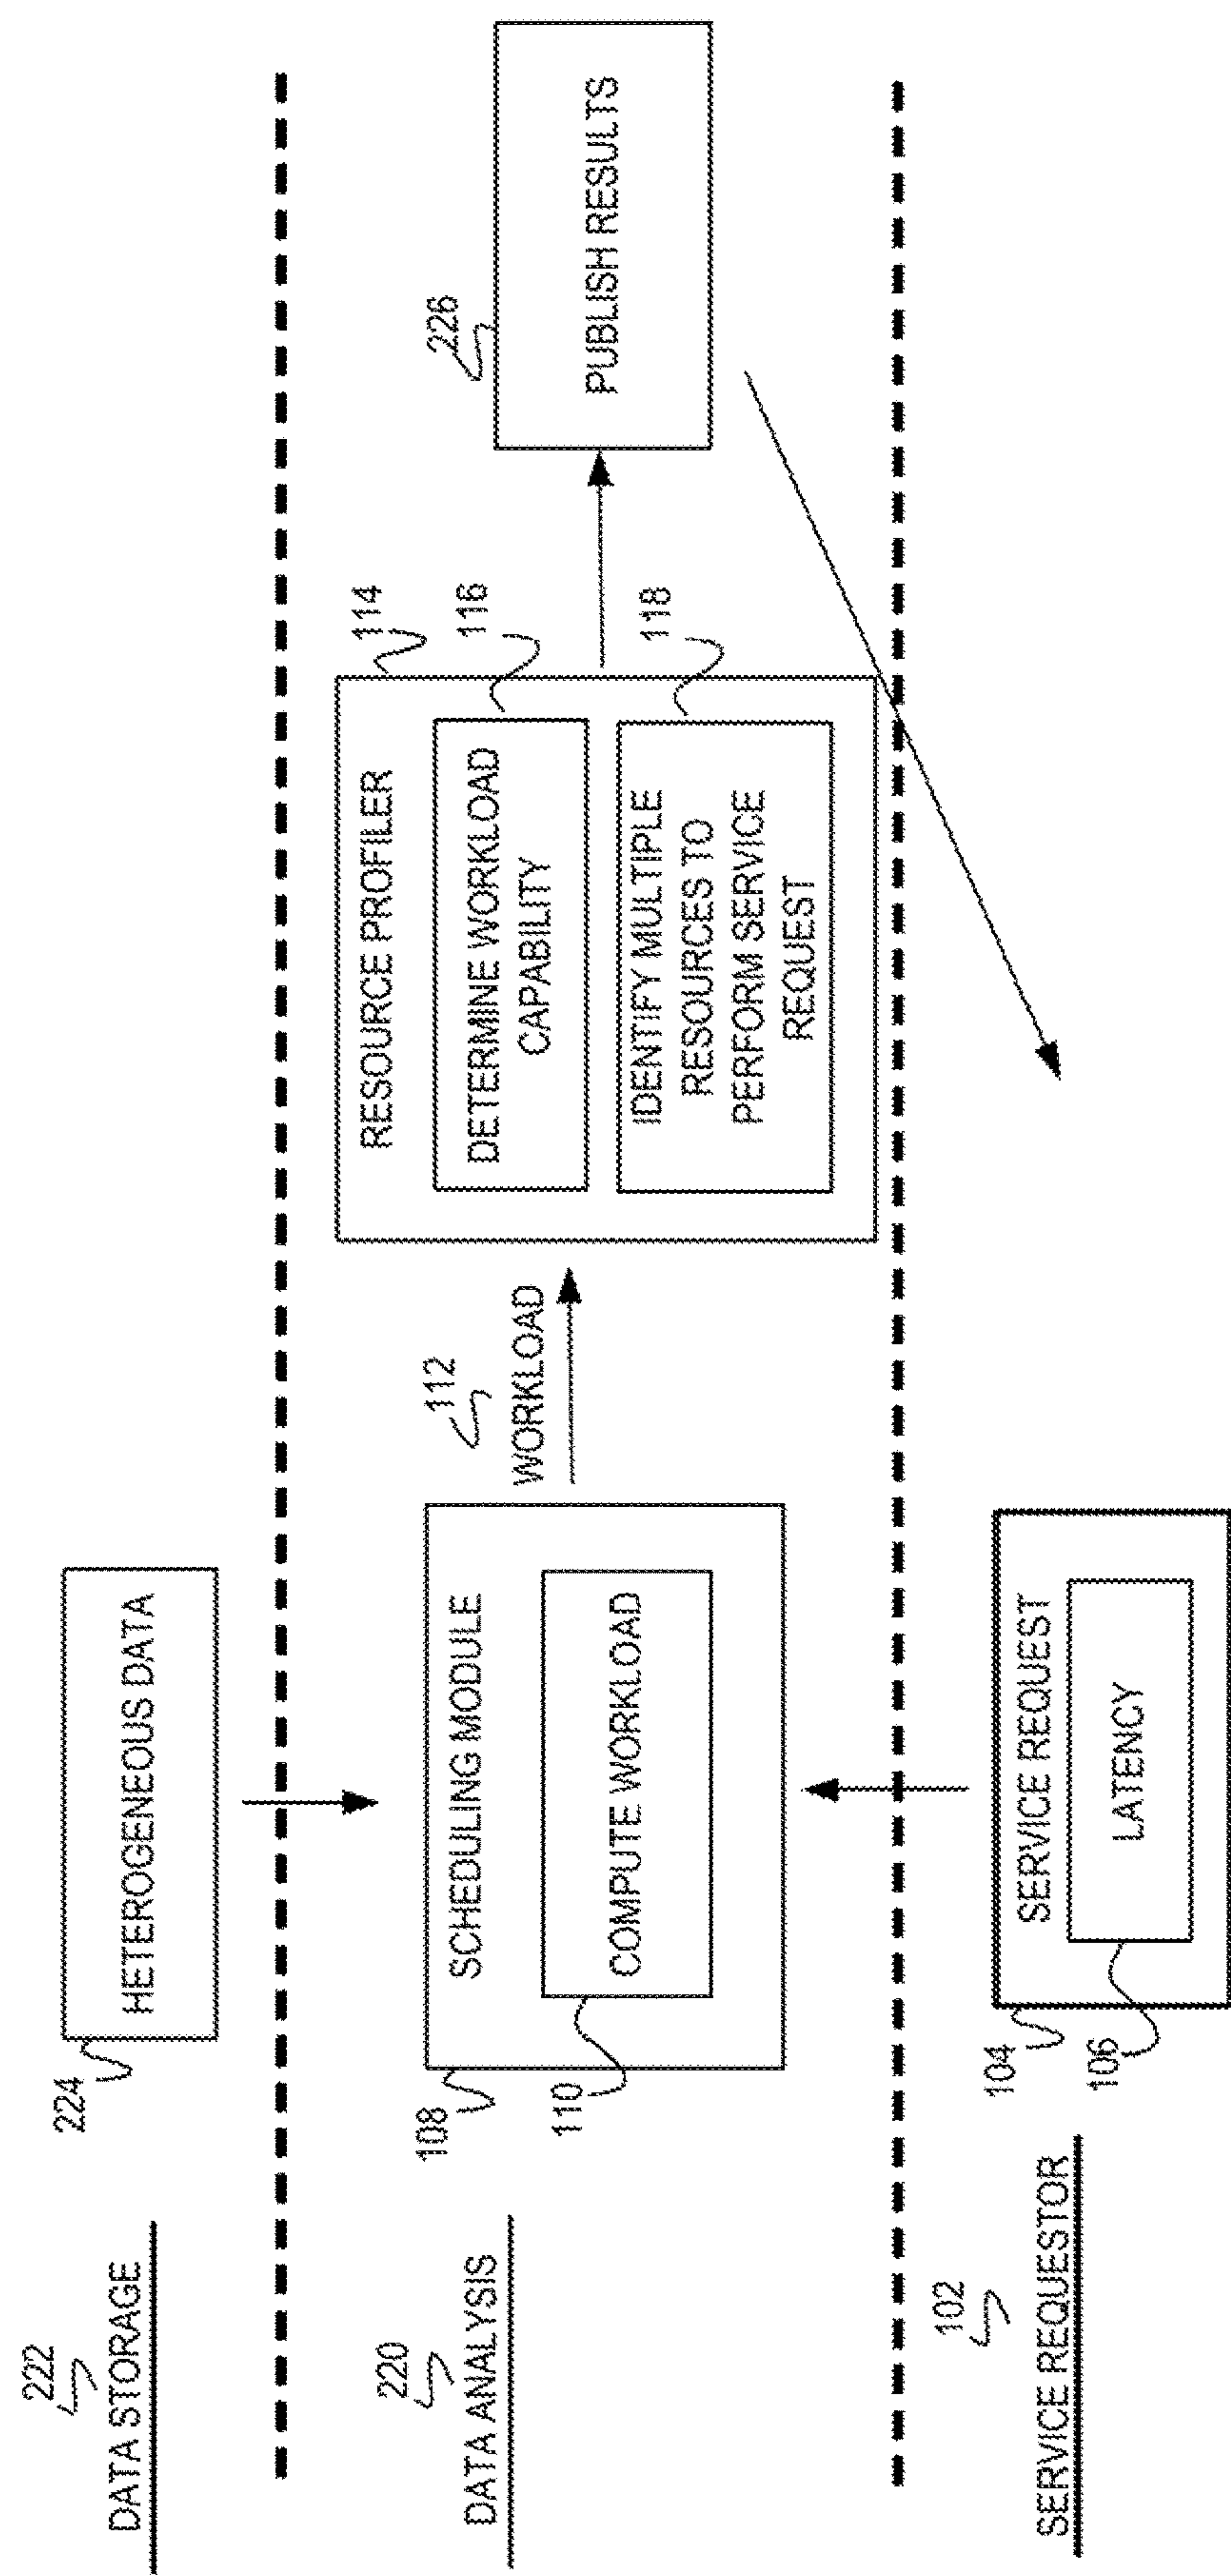 222
DATA STORAGE
224
HETEROGENEOUS DATA
220
DATA ANALYSIS
108
SCHEDULING MODULE
110
COMPUTE WORKLOAD
112
WORKLOAD
114
RESOURCE PROFILER
116
DETERMINE WORKLOAD
CAPABILITY
118
IDENTIFY MULTIPLE
RESOURCES TO
PERFORM SERVICE
REQUEST
226
PUBLISH RESULTS
102
SERVICE REQUESTOR
104
SERVICE REQUEST
106
LATENCY